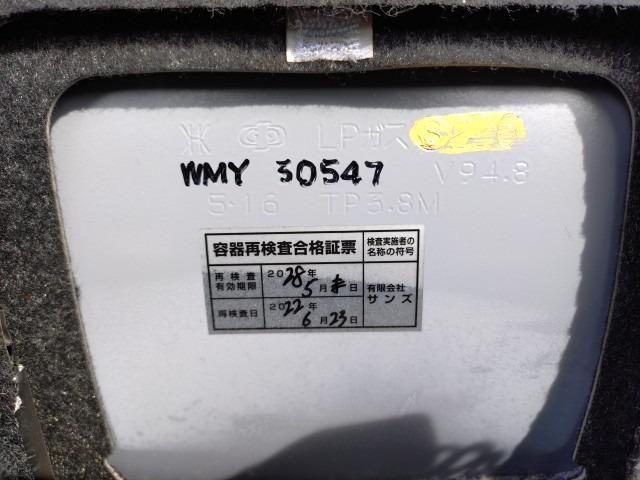 LPガス
WMY 30547 V94.8
5・16 TP3.8M
容器再検査合格証票
検査実施者の
名称の符号
再検査
有効期限
2028年
5月末日
有限会社
サンズ
再検査日
2022年
6月23日